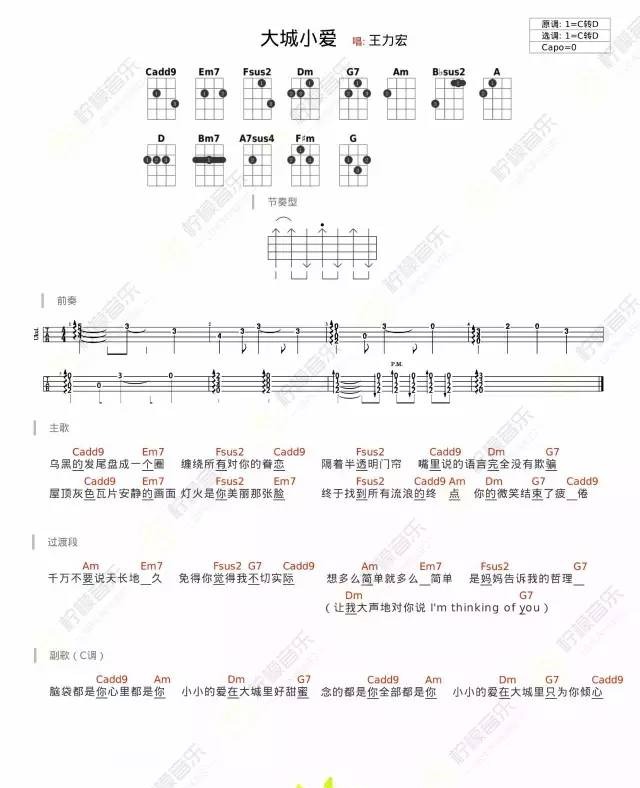 大城小爱 唱: 王力宏
原调: 1=C转D
选调: 1=C转D
Capo=0
Cadd9 Em7 Fsus2 Dm G7 Am B♭sus2 A
D Bm7 A7sus4 F♯m G
节奏型
前奏
P.M.
主歌
Cadd9 Em7 Fsus2 Cadd9 Fsus2 Cadd9 Dm G7
乌黑的发尾盘成一个圈 缠绕所有对你的眷恋 隔着半透明门帘 嘴里说的语言完全没有欺骗
Cadd9 Em7 Fsus2 Em7 Fsus2 Cadd9 Am Dm G7 Cadd9
屋顶灰色瓦片安静的画面 灯火是你美丽那张脸 终于找到所有流浪的终 点 你的微笑结束了疲__倦
过渡段
Am Em7 Fsus2 G7 Cadd9 Am Em7 Fsus2 G7
千万不要说天长地__久 免得你觉得我不切实际 想多么简单就多么__简单 是妈妈告诉我的哲理__
Dm G7
(让我大声地对你说 I'm thinking of you)
副歌 (C调)
Cadd9 Am Dm G7 Cadd9 Am Dm G7 Cadd9
脑袋都是你心里都是你 小小的爱在大城里好甜蜜 念的都是你全部都是你 小小的爱在大城里只为你倾心
柠檬音乐